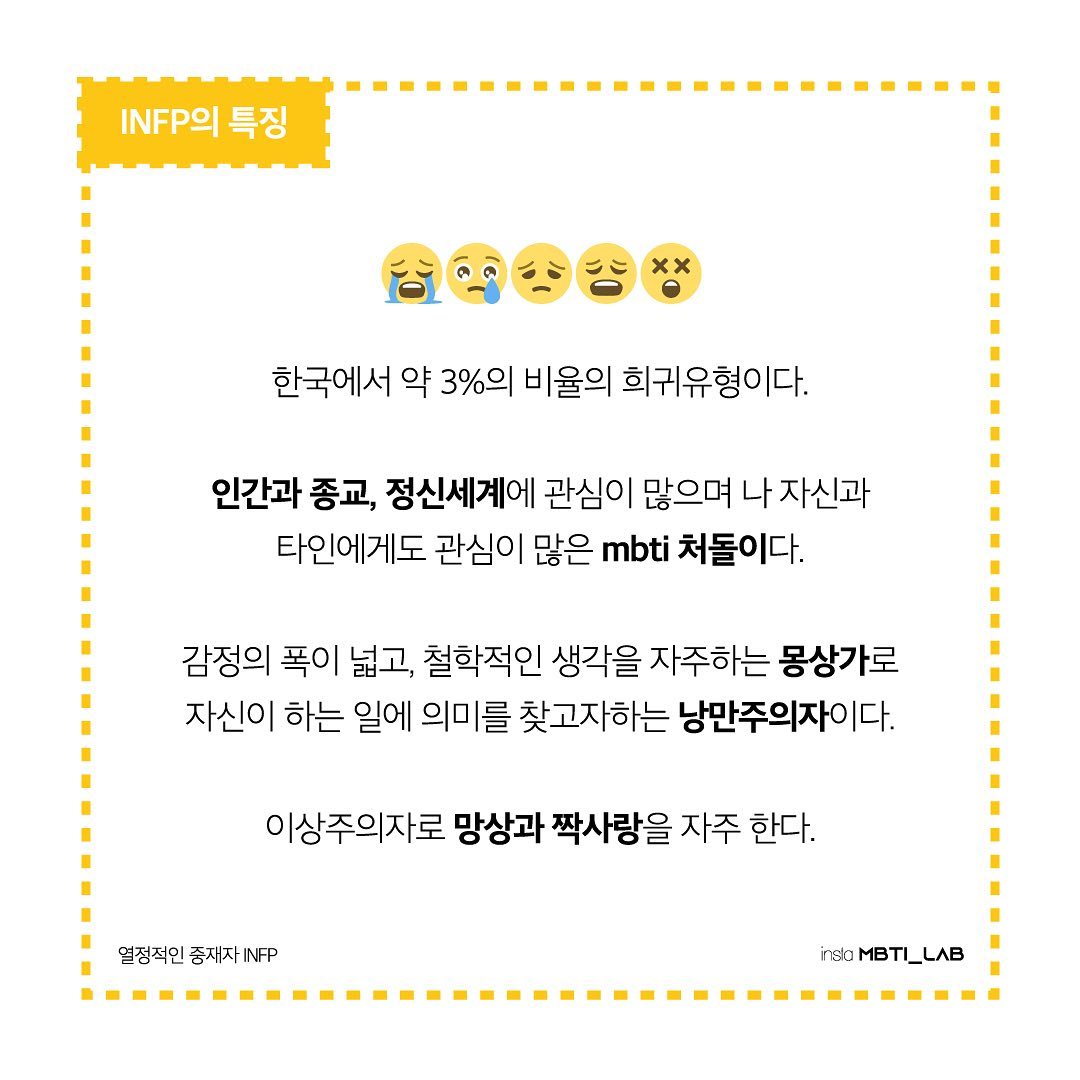 INFP의 특징
한국에서 약 3%의 비율의 희귀유형이다.
인간과 종교, 정신세계에 관심이 많으며 나 자신과
타인에게도 관심이 많은 mbti 처돌이다.
감정의 폭이 넓고, 철학적인 생각을 자주하는 몽상가로
자신이 하는 일에 의미를 찾고자하는 낭만주의자이다.
이상주의자로 망상과 짝사랑을 자주 한다.
열정적인 중재자 INFP
insta MBTI_LAB